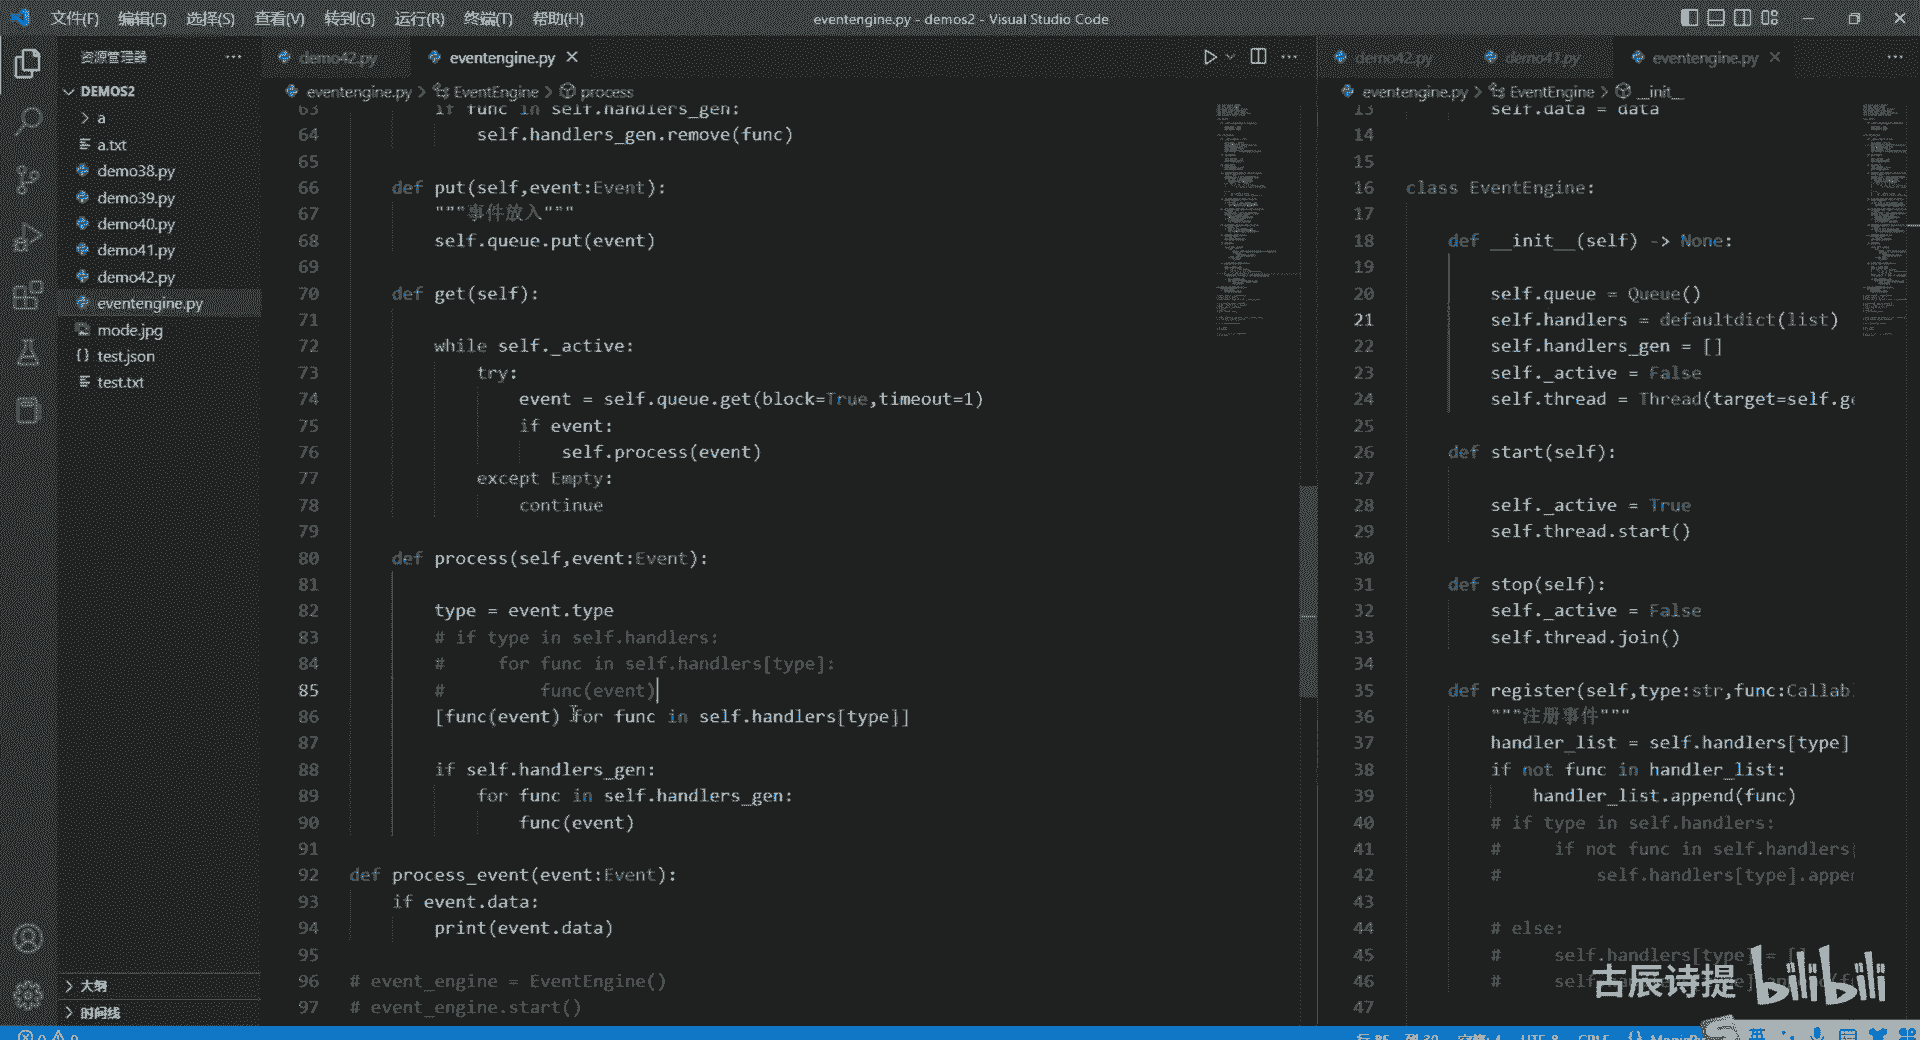 文件(F) 编辑(E) 选择(S) 查看(V) 转到(G) 运行(R) 终端(T) 帮助(H)
eventengine.py - demos2 - Visual Studio Code
资源管理器
DEMOS2
a
a.txt
demo38.py
demo39.py
demo40.py
demo41.py
demo42.py
eventengine.py
mode.jpg
{} test.json
test.txt
大纲
时间线
demo42.py eventengine.py
eventengine.py > EventEngine > process
63 if func in self.handlers_gen:
64 self.handlers_gen.remove(func)
65
66 def put(self,event:Event):
67 """事件放入"""
68 self.queue.put(event)
69
70 def get(self):
71
72 while self._active:
73 try:
74 event = self.queue.get(block=True,timeout=1)
75 if event:
76 self.process(event)
77 except Empty:
78 continue
79
80 def process(self,event:Event):
81
82 type = event.type
83 # if type in self.handlers:
84 # for func in self.handlers[type]:
85 # func(event)
86 [func(event) for func in self.handlers[type]]
87
88 if self.handlers_gen:
89 for func in self.handlers_gen:
90 func(event)
91
92 def process_event(event:Event):
93 if event.data:
94 print(event.data)
95
96 # event_engine = EventEngine()
97 # event_engine.start()
demo42.py demo41.py eventengine.py
eventengine.py > EventEngine > __init__
13 self.data = data
14
15
16 class EventEngine:
17
18 def __init__(self) -> None:
19
20 self.queue = Queue()
21 self.handlers = defaultdict(list)
22 self.handlers_gen = []
23 self._active = False
24 self.thread = Thread(target=self.ge
25
26 def start(self):
27
28 self._active = True
29 self.thread.start()
30
31 def stop(self):
32 self._active = False
33 self.thread.join()
34
35 def register(self,type:str,func:Callab
36 """注册事件"""
37 handler_list = self.handlers[type]
38 if not func in handler_list:
39 handler_list.append(func)
40 # if type in self.handlers:
41 # if not func in self.handlers[
42 # self.handlers[type].appen
43
44 # else:
45 # self.handlers[type] = [
46 #
47
古辰诗提 bilibili